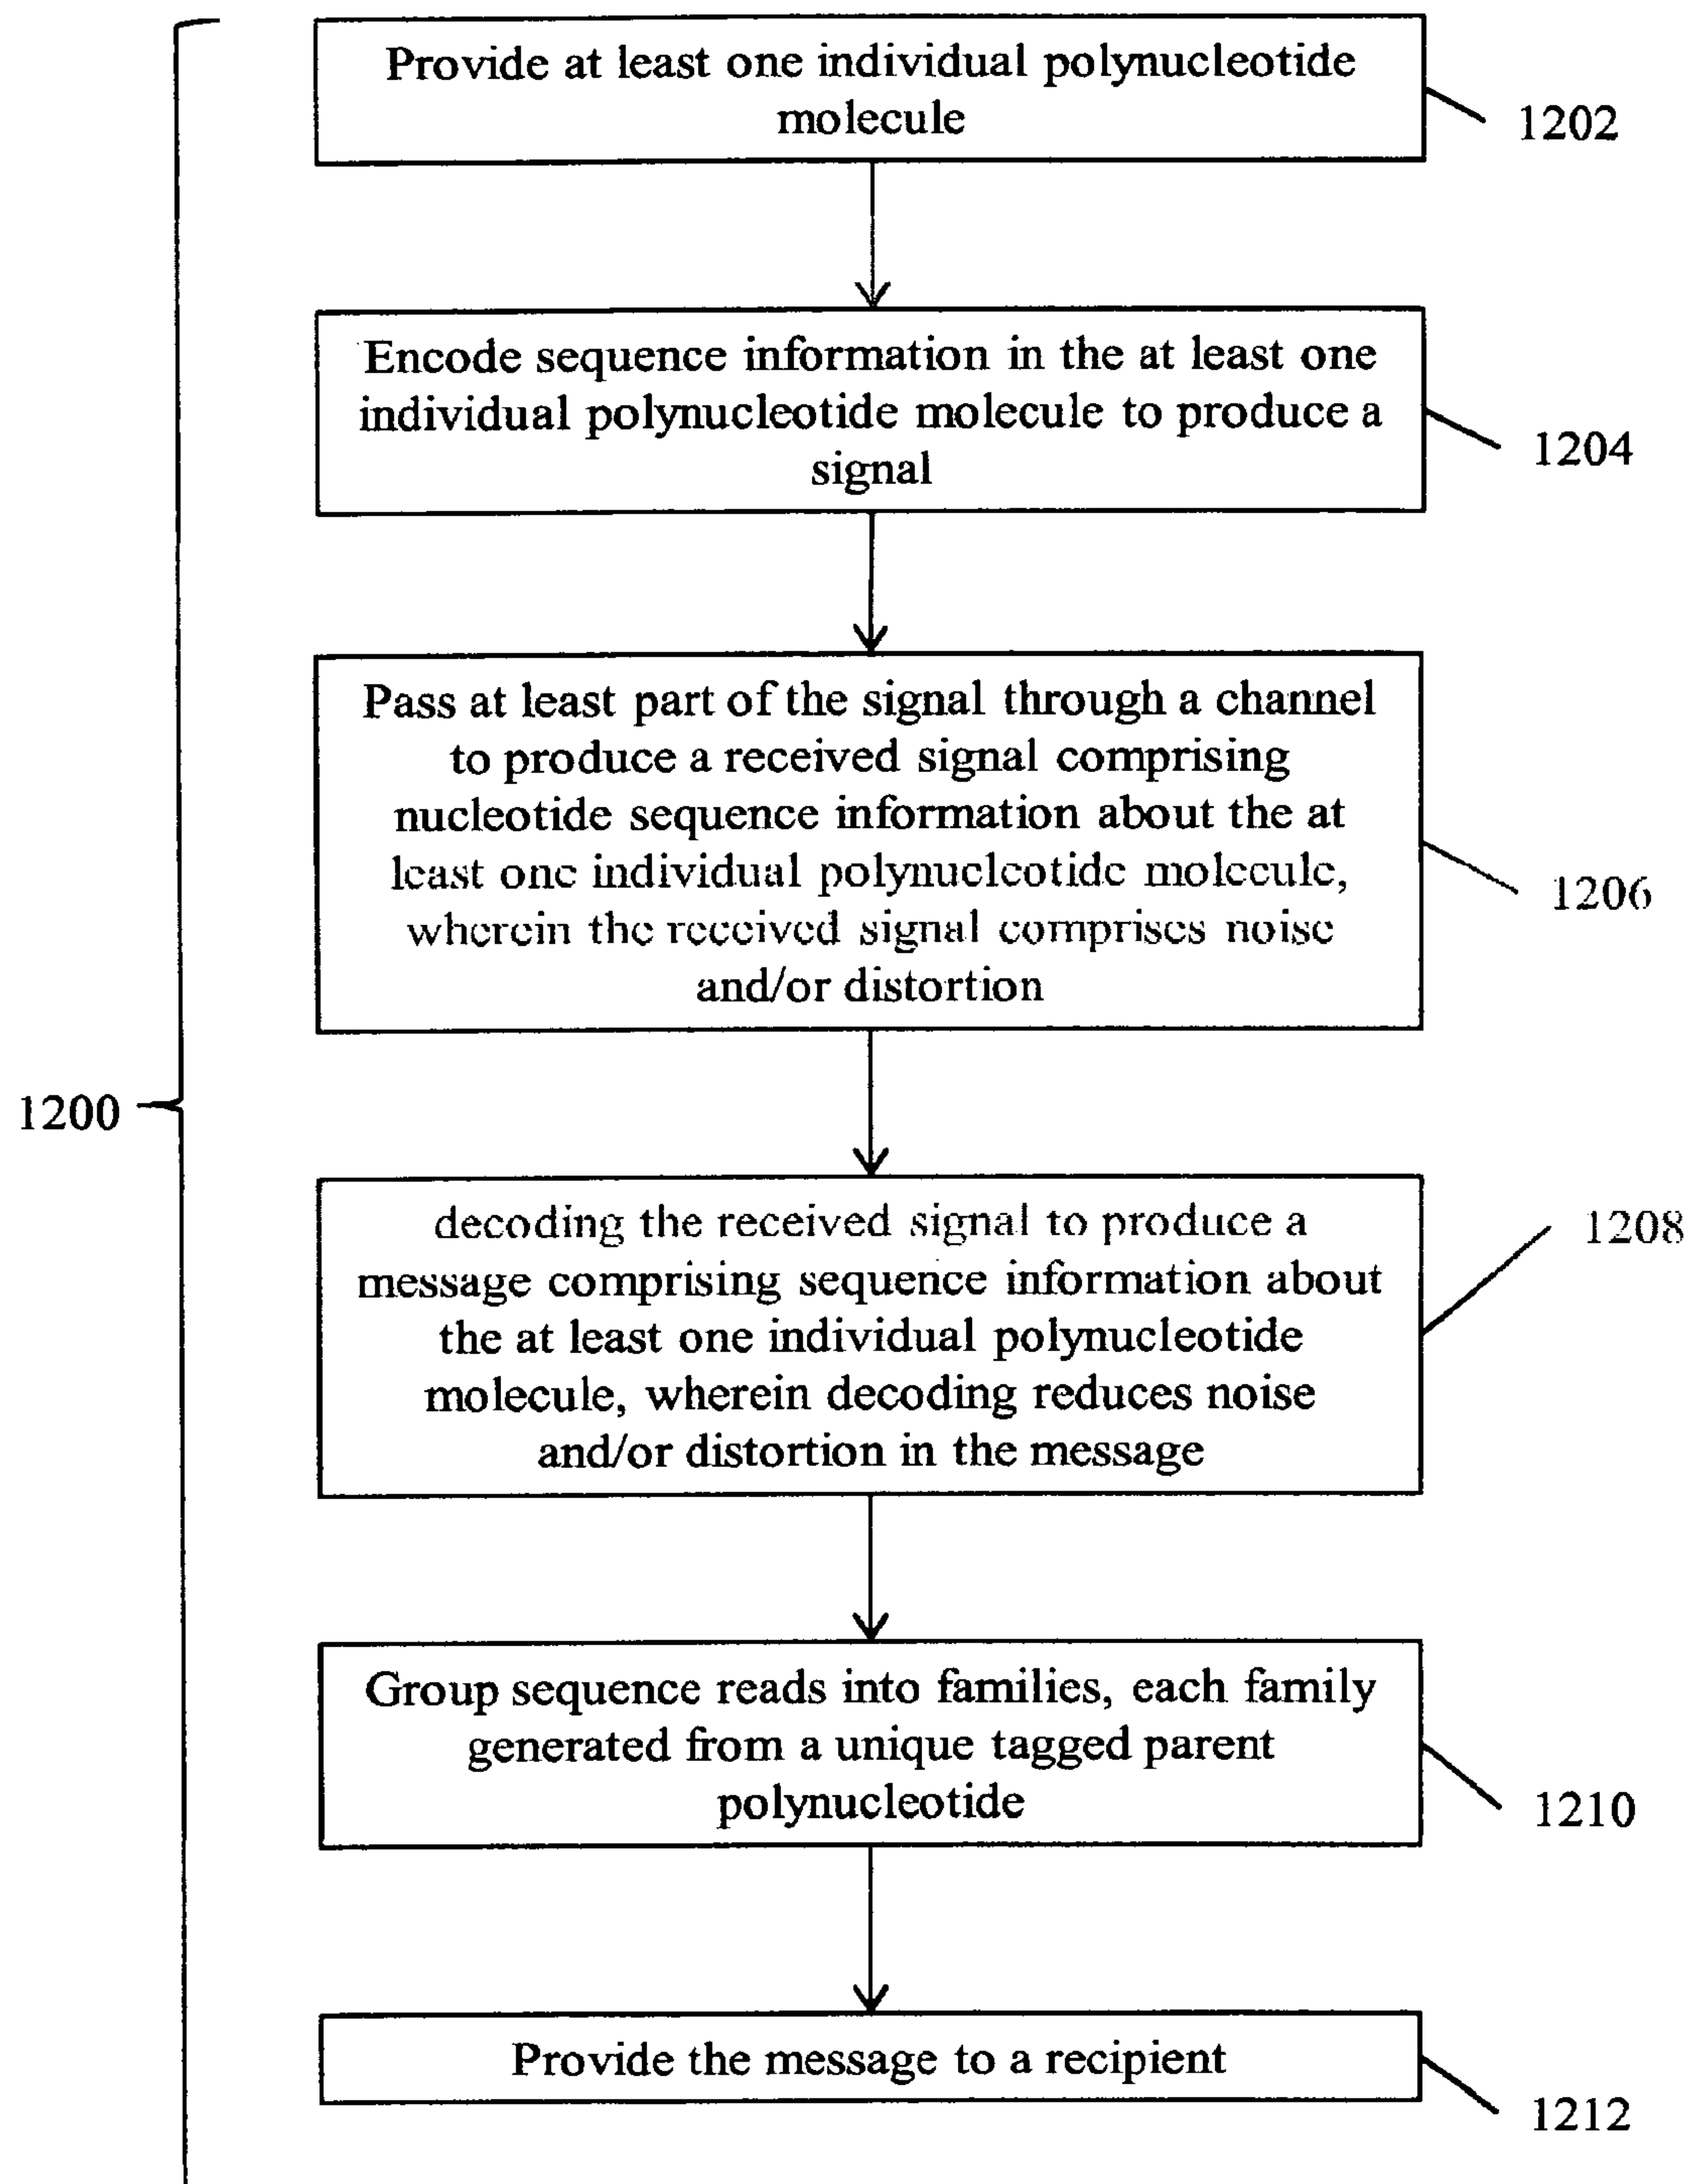 Provide at least one individual polynucleotide
molecule
1202
Encode sequence information in the at least one
individual polynucleotide molecule to produce a
signal
1204
Pass at least part of the signal through a channel
to produce a received signal comprising
nucleotide sequence information about the at
least one individual polynucleotide molecule,
wherein the received signal comprises noise
and/or distortion
1206
1200
decoding the received signal to produce a
message comprising sequence information about
the at least one individual polynucleotide
molecule, wherein decoding reduces noise
and/or distortion in the message
1208
Group sequence reads into families, each family
generated from a unique tagged parent
polynucleotide
1210
Provide the message to a recipient
1212